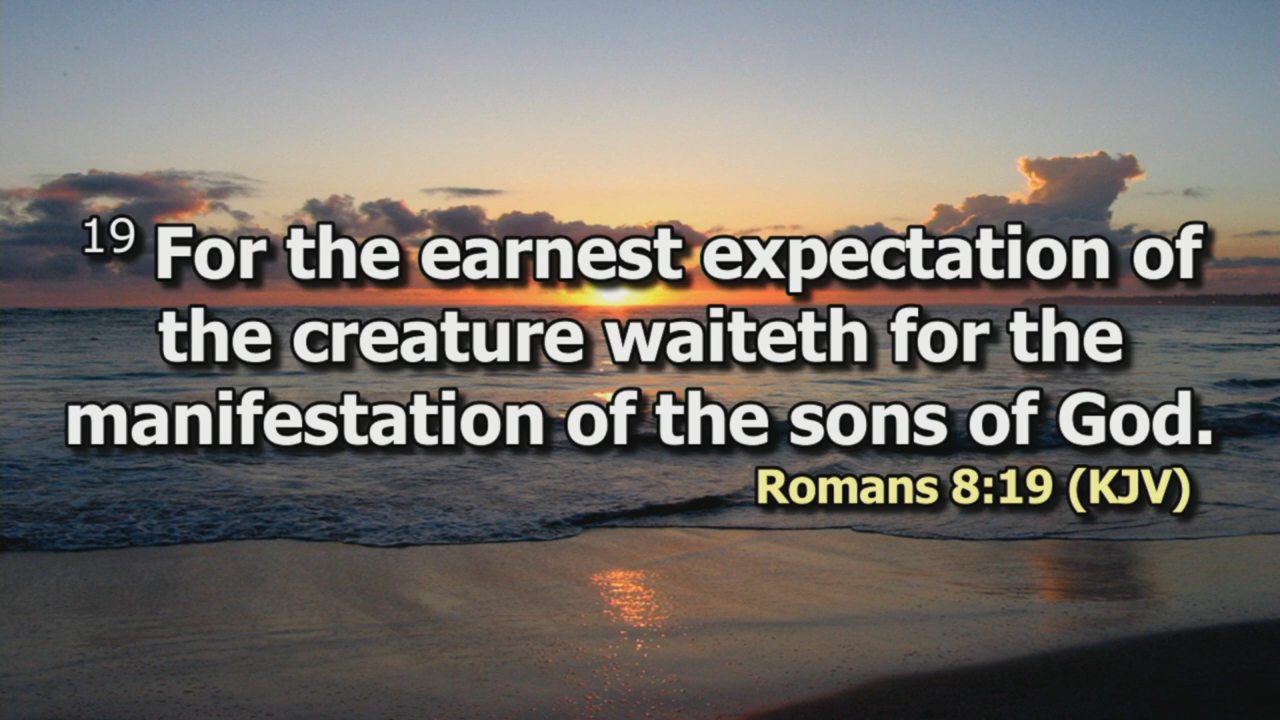 19 For the earnest expectation of
the creature waiteth for the
manifestation of the sons of God.
Romans 8:19 (KJV)